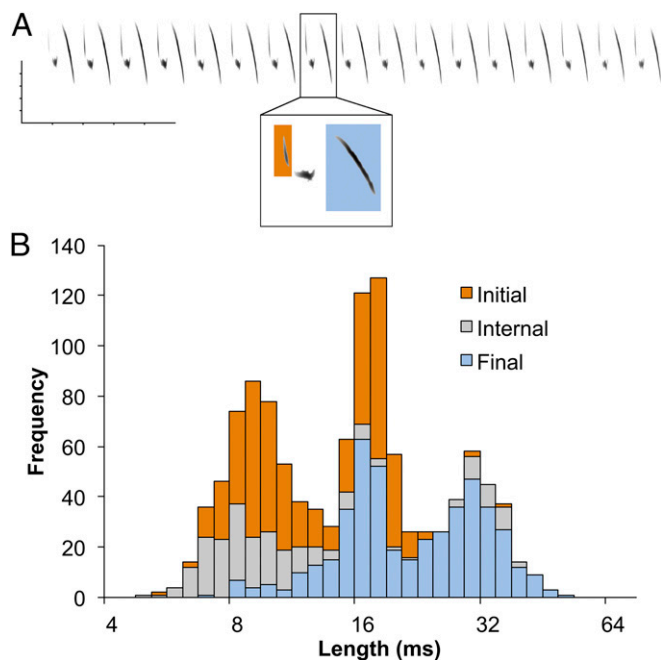 A
B
140
120
100
80
60
40
20
0
Frequency
Initial
Internal
Final
4 8 16 32 64
Length (ms)